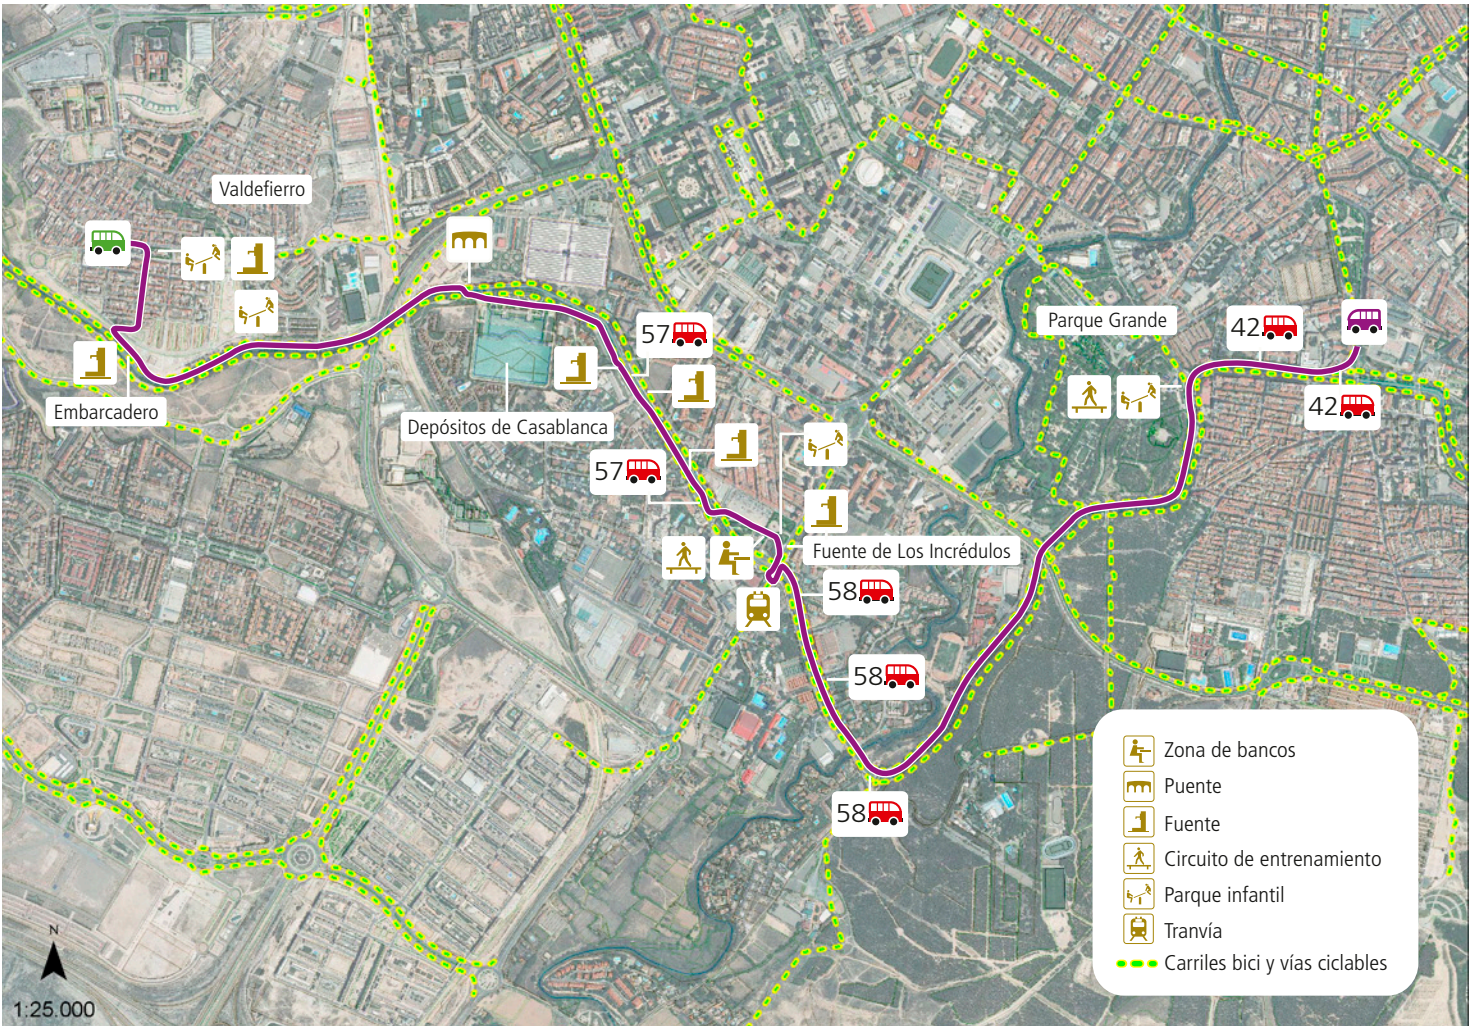 Valdefierro
57
Parque Grande
42
42
Embarcadero
Depósitos de Casablanca
57
Fuente de Los Incrédulos
58
58
58
Zona de bancos
Puente
Fuente
Circuito de entrenamiento
Parque infantil
Tranvía
Carriles bici y vías ciclables
N
1:25.000